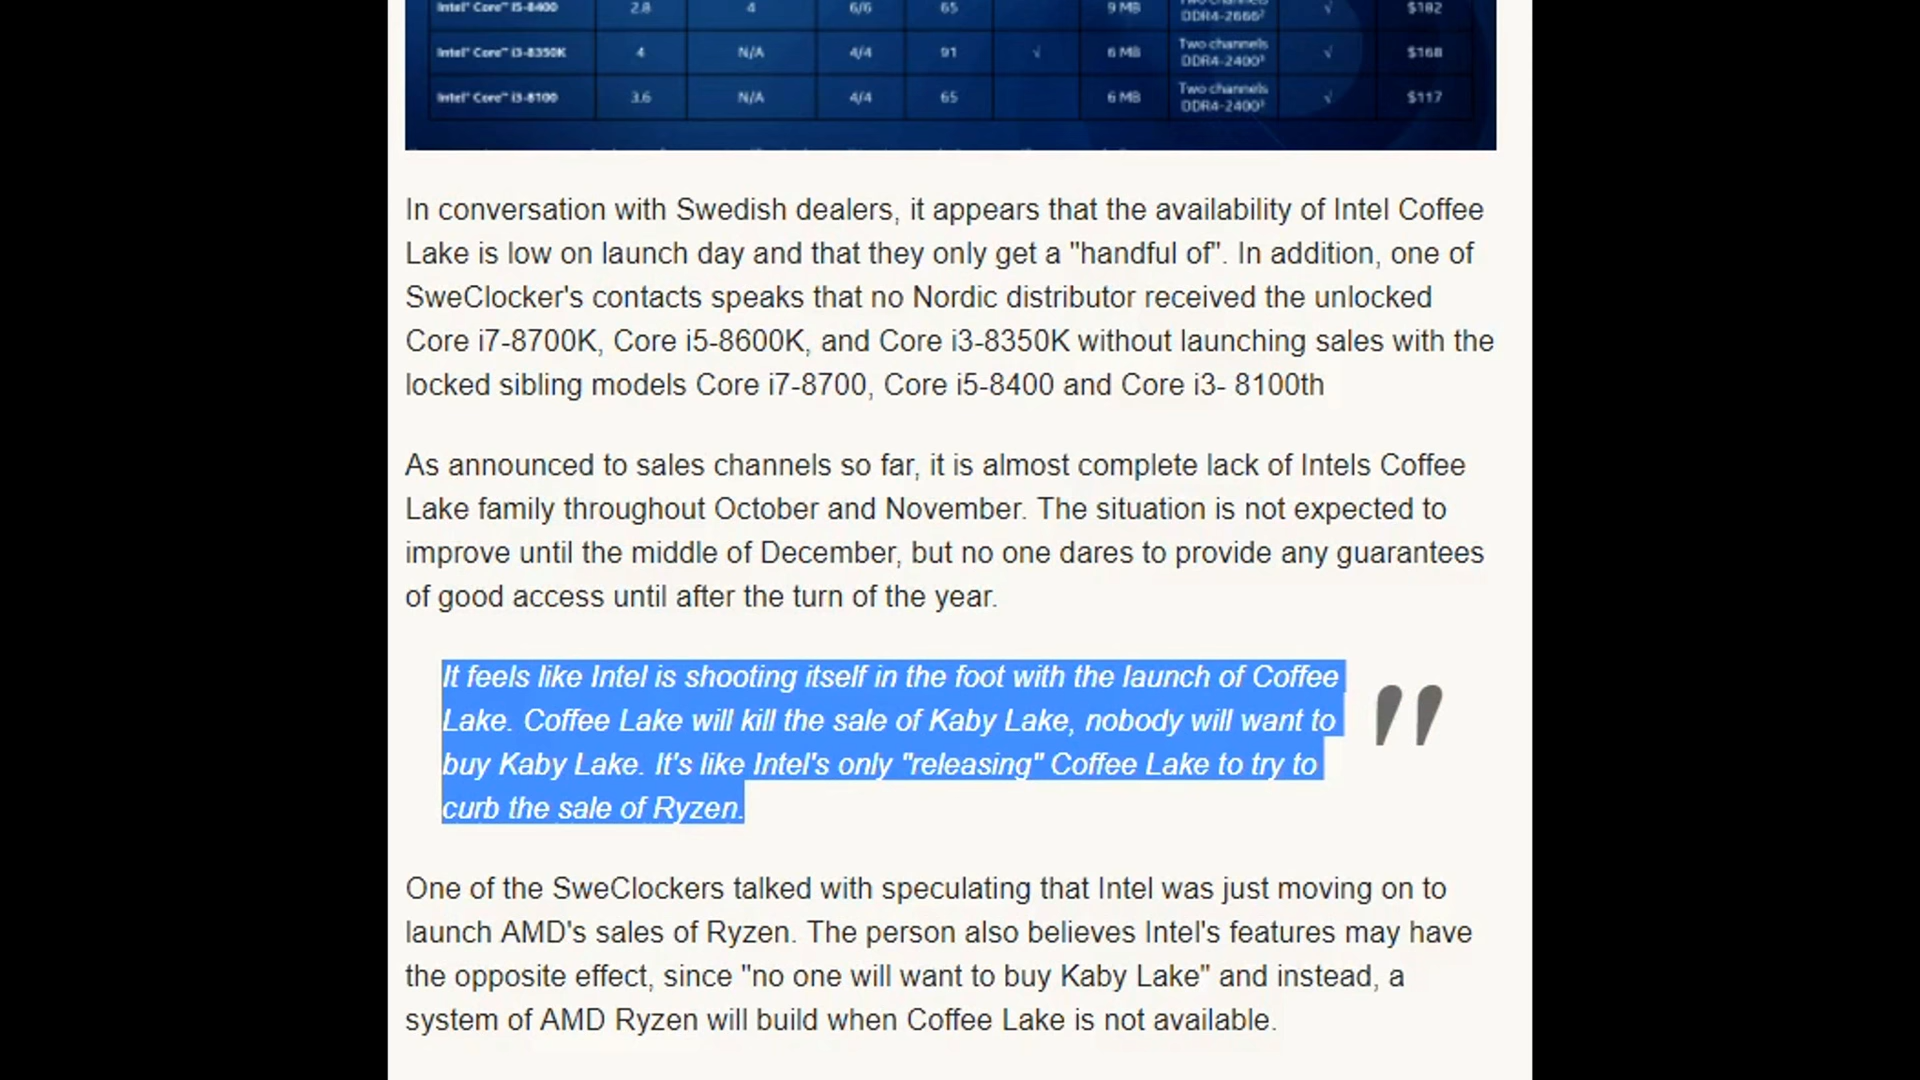 Intel® Core™ i5-8400 2.8 4 6/6 65 9 MB DDR4-2666² √ $182
Intel® Core™ i3-8350K 4 N/A 4/4 91 √ 6 MB Two channels DDR4-2400² √ $168
Intel® Core™ i3-8100 3.6 N/A 4/4 65 6 MB Two channels DDR4-2400² √ $117
In conversation with Swedish dealers, it appears that the availability of Intel Coffee
Lake is low on launch day and that they only get a "handful of". In addition, one of
SweClocker's contacts speaks that no Nordic distributor received the unlocked
Core i7-8700K, Core i5-8600K, and Core i3-8350K without launching sales with the
locked sibling models Core i7-8700, Core i5-8400 and Core i3- 8100th
As announced to sales channels so far, it is almost complete lack of Intels Coffee
Lake family throughout October and November. The situation is not expected to
improve until the middle of December, but no one dares to provide any guarantees
of good access until after the turn of the year.
It feels like Intel is shooting itself in the foot with the launch of Coffee
Lake. Coffee Lake will kill the sale of Kaby Lake, nobody will want to
buy Kaby Lake. It's like Intel's only "releasing" Coffee Lake to try to
curb the sale of Ryzen.
"
One of the SweClockers talked with speculating that Intel was just moving on to
launch AMD's sales of Ryzen. The person also believes Intel's features may have
the opposite effect, since "no one will want to buy Kaby Lake" and instead, a
system of AMD Ryzen will build when Coffee Lake is not available.